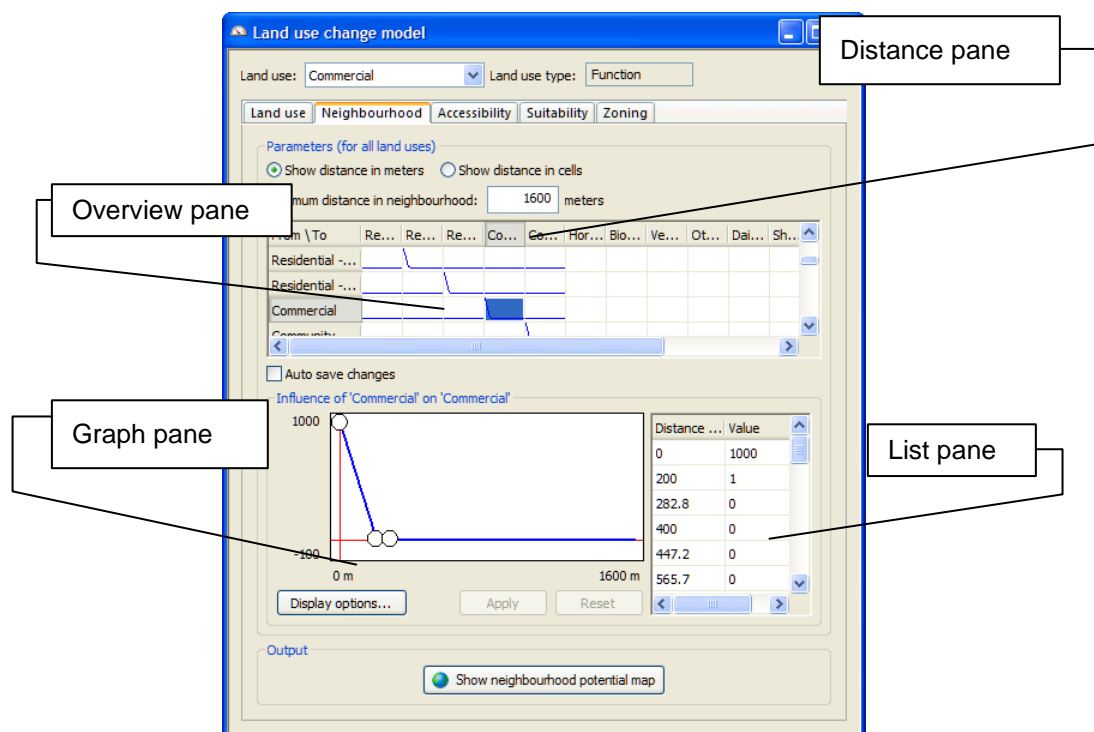 Land use change model
Distance pane
Land use: Commercial Land use type: Function
Land use Neighbourhood Accessibility Suitability Zoning
Parameters (for all land uses)
Show distance in meters Show distance in cells
Overview pane
distance in neighbourhood: 1600 meters
From \ To Re... Re... Re... Co... Co... Hor... Bio... Ve... Ot... Dai... Sh...
Residential -...
Residential -...
Commercial
Community
Auto save changes
Influence of 'Commercial' on 'Commercial'
Graph pane
1000
-100
0 m 1600 m
Distance ... Value
0 1000
200 1
282.8 0
400 0
447.2 0
565.7 0
List pane
Display options... Apply Reset
Output
Show neighbourhood potential map